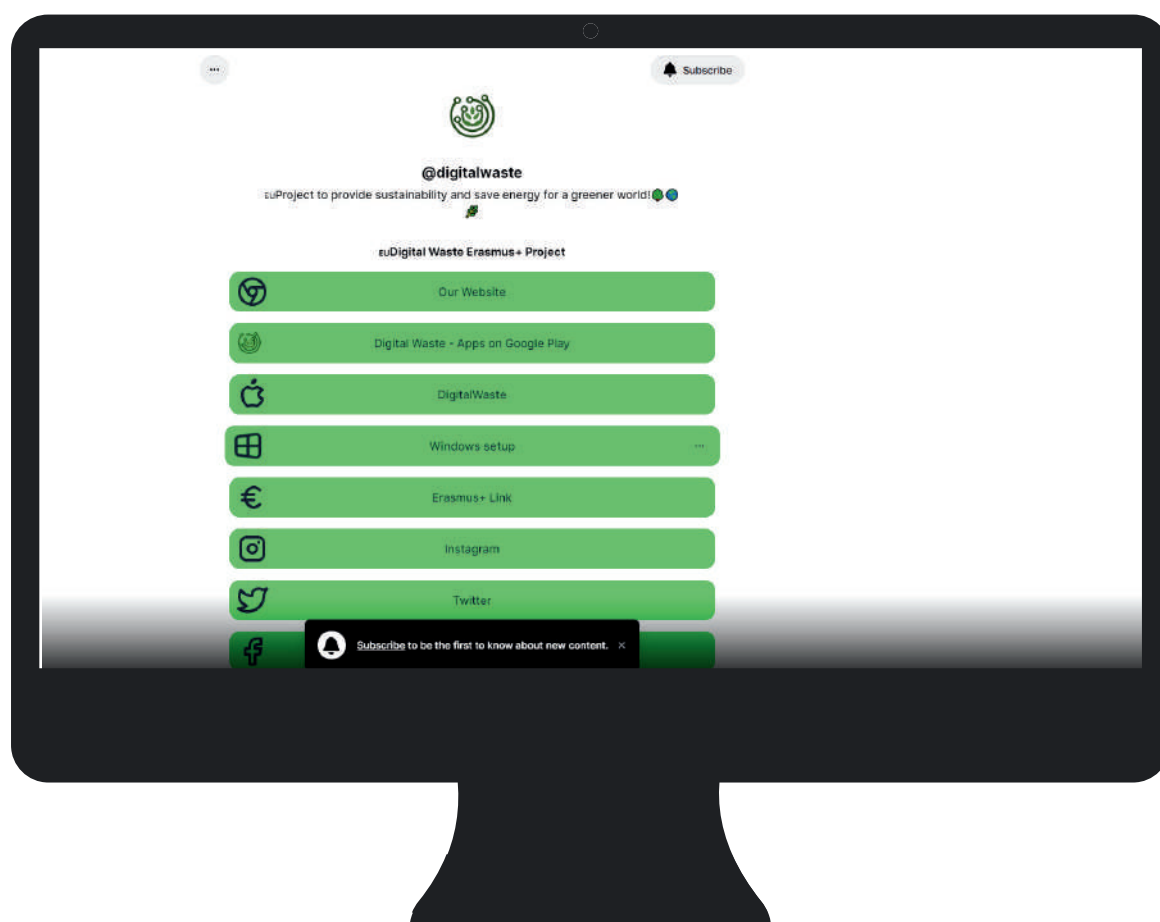 Subscribe
@digitalwaste
EUProject to provide sustainability and save energy for a greener world!
EUDigital Waste Erasmus+ Project
Our Website
Digital Waste - Apps on Google Play
DigitalWaste
Windows setup
Erasmus+ Link
Instagram
Twitter
Subscribe to be the first to know about new content.